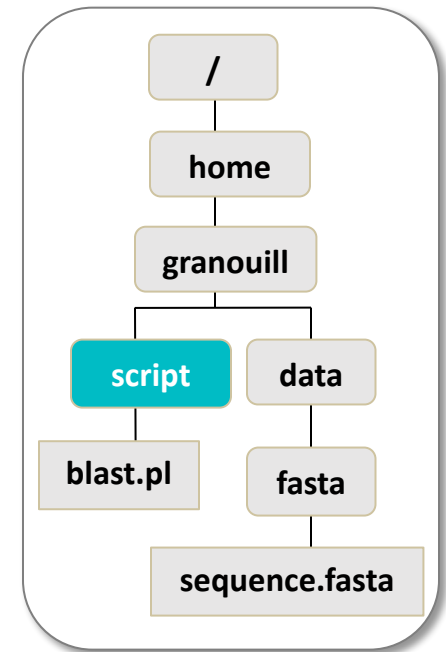 /
home
granouill
script
data
blast.pl
fasta
sequence.fasta